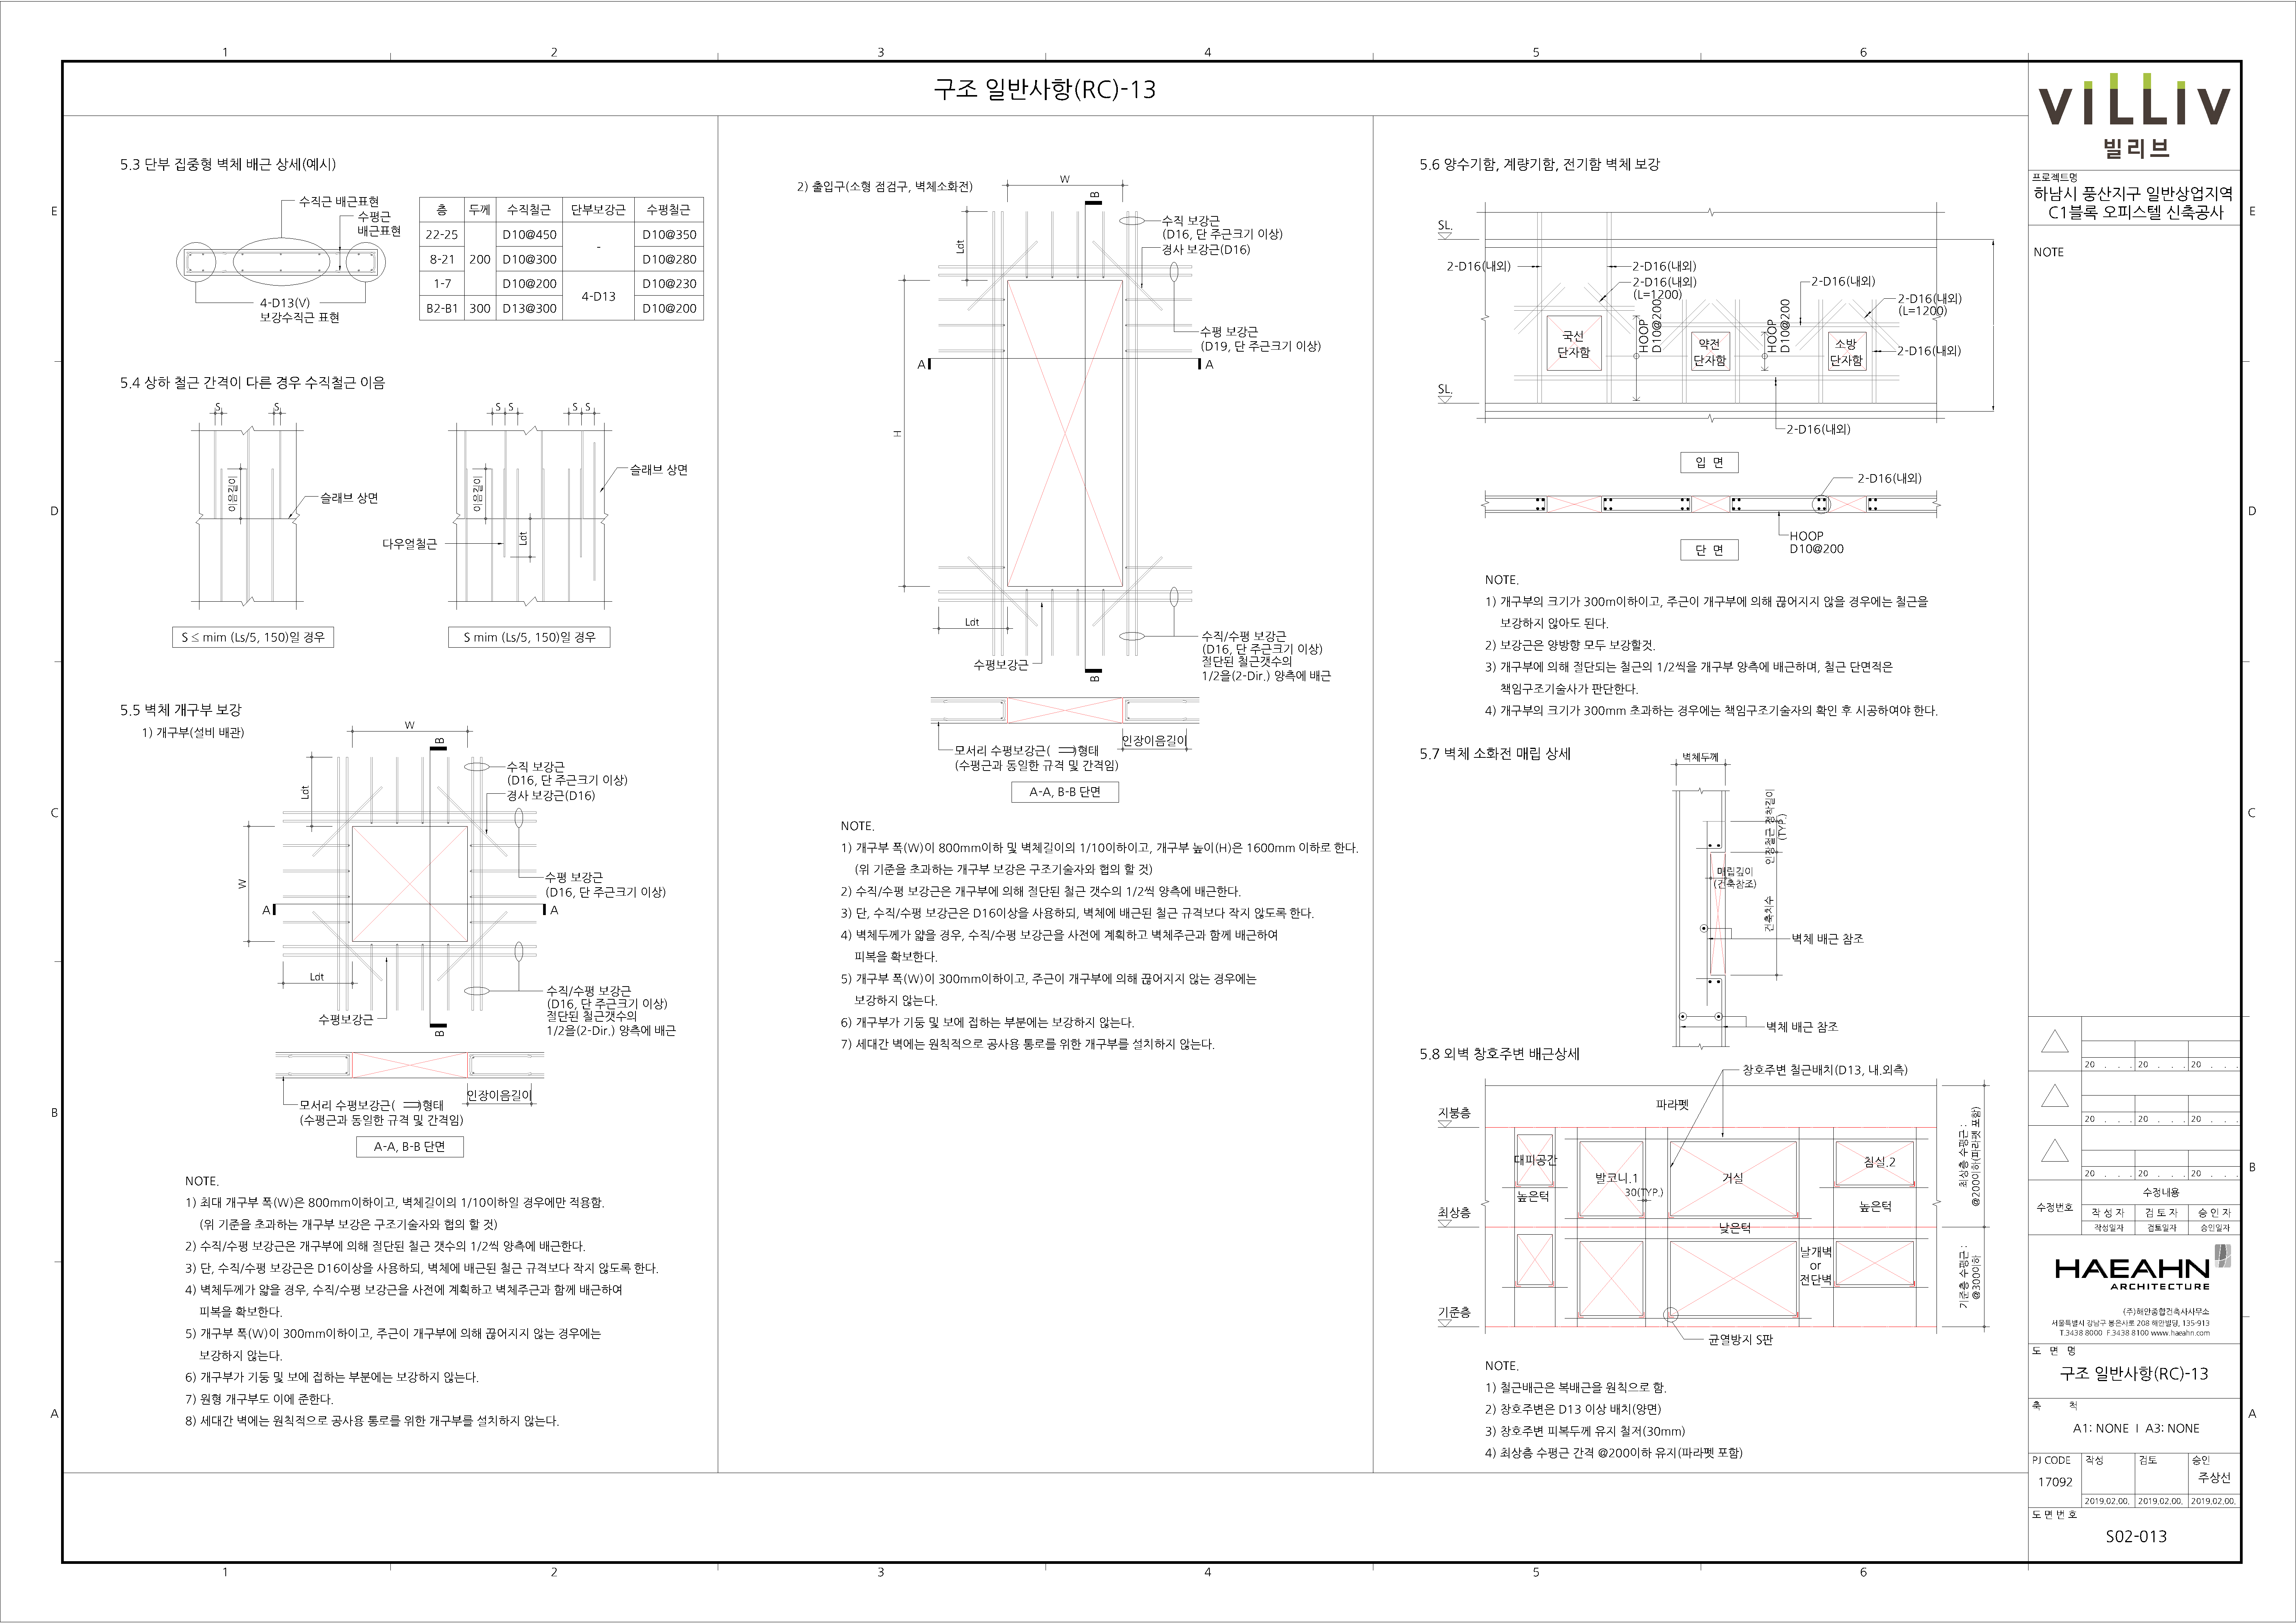 구조 일반사항(RC)-13
5.3 단부 집중형 벽체 배근 상세(예시)
수직근 배근표현
수평근
배근표현
4-D13(V)
보강수직근 표현
층 두께 수직철근 단부보강근 수평철근
22-25 200 D10@450 - D10@350
8-21 D10@300 D10@280
1-7 D10@200 4-D13 D10@230
B2-B1 300 D13@300 D10@200
5.4 상하 철근 간격이 다른 경우 수직철근 이음
S S
이음길이
슬래브 상면
S ≤ mim (Ls/5, 150)일 경우
S S S S
이음길이
슬래브 상면
다우얼철근
Ldt
S mim (Ls/5, 150)일 경우
5.5 벽체 개구부 보강
1) 개구부(설비 배관)
W
B
Ldt
수직 보강근
(D16, 단 주근크기 이상)
경사 보강근(D16)
W
수평 보강근
(D16, 단 주근크기 이상)
A A
Ldt
수평보강근
B
수직/수평 보강근
(D16, 단 주근크기 이상)
절단된 철근갯수의
1/2을(2-Dir.) 양측에 배근
인장이음길이
모서리 수평보강근( )형태
(수평근과 동일한 규격 및 간격임)
A-A, B-B 단면
NOTE.
1) 최대 개구부 폭(W)은 800mm이하이고, 벽체길이의 1/10이하일 경우에만 적용함.
(위 기준을 초과하는 개구부 보강은 구조기술자와 협의 할 것)
2) 수직/수평 보강근은 개구부에 의해 절단된 철근 갯수의 1/2씩 양측에 배근한다.
3) 단, 수직/수평 보강근은 D16이상을 사용하되, 벽체에 배근된 철근 규격보다 작지 않도록 한다.
4) 벽체두께가 얇을 경우, 수직/수평 보강근을 사전에 계획하고 벽체주근과 함께 배근하여
피복을 확보한다.
5) 개구부 폭(W)이 300mm이하이고, 주근이 개구부에 의해 끊어지지 않는 경우에는
보강하지 않는다.
6) 개구부가 기둥 및 보에 접하는 부분에는 보강하지 않는다.
7) 원형 개구부도 이에 준한다.
8) 세대간 벽에는 원칙적으로 공사용 통로를 위한 개구부를 설치하지 않는다.
2) 출입구(소형 점검구, 벽체소화전)
W
B
Ldt
수직 보강근
(D16, 단 주근크기 이상)
경사 보강근(D16)
수평 보강근
(D19, 단 주근크기 이상)
A A
H
Ldt
수평보강근
B
수직/수평 보강근
(D16, 단 주근크기 이상)
절단된 철근갯수의
1/2을(2-Dir.) 양측에 배근
인장이음길이
모서리 수평보강근( )형태
(수평근과 동일한 규격 및 간격임)
A-A, B-B 단면
NOTE.
1) 개구부 폭(W)이 800mm이하 및 벽체길이의 1/10이하이고, 개구부 높이(H)은 1600mm 이하로 한다.
(위 기준을 초과하는 개구부 보강은 구조기술자와 협의 할 것)
2) 수직/수평 보강근은 개구부에 의해 절단된 철근 갯수의 1/2씩 양측에 배근한다.
3) 단, 수직/수평 보강근은 D16이상을 사용하되, 벽체에 배근된 철근 규격보다 작지 않도록 한다.
4) 벽체두께가 얇을 경우, 수직/수평 보강근을 사전에 계획하고 벽체주근과 함께 배근하여
피복을 확보한다.
5) 개구부 폭(W)이 300mm이하이고, 주근이 개구부에 의해 끊어지지 않는 경우에는
보강하지 않는다.
6) 개구부가 기둥 및 보에 접하는 부분에는 보강하지 않는다.
7) 세대간 벽에는 원칙적으로 공사용 통로를 위한 개구부를 설치하지 않는다.
5.6 양수기함, 계량기함, 전기함 벽체 보강
SL.
2-D16(내외) 2-D16(내외)
2-D16(내외)
(L=1200)
2-D16(내외)
2-D16(내외)
(L=1200)
HOOP
D10@200
HOOP
D10@200
국선
단자함
약전
단자함
소방
단자함
2-D16(내외)
SL.
2-D16(내외)
입 면
2-D16(내외)
HOOP
D10@200
단 면
NOTE.
1) 개구부의 크기가 300m이하이고, 주근이 개구부에 의해 끊어지지 않을 경우에는 철근을
보강하지 않아도 된다.
2) 보강근은 양방향 모두 보강할것.
3) 개구부에 의해 절단되는 철근의 1/2씩을 개구부 양측에 배근하며, 철근 단면적은
책임구조기술사가 판단한다.
4) 개구부의 크기가 300mm 초과하는 경우에는 책임구조기술자의 확인 후 시공하여야 한다.
5.7 벽체 소화전 매립 상세
벽체두께
인장철근 정착길이
(TYP.)
매립깊이
(건축참조)
건축치수
벽체 배근 참조
벽체 배근 참조
5.8 외벽 창호주변 배근상세
창호주변 철근배치(D13, 내.외측)
파라펫
지붕층
대피공간
발코니.1
거실
침실.2
30(TYP.)
높은턱
높은턱
최상층
낮은턱
날개벽
or
전단벽
기준층
균열방지 S판
최상층 수평근 :
@200이하(파라펫 포함)
기준층 수평근 :
@300이하
NOTE.
1) 철근배근은 복배근을 원칙으로 함.
2) 창호주변은 D13 이상 배치(양면)
3) 창호주변 피복두께 유지 철저(30mm)
4) 최상층 수평근 간격 @200이하 유지(파라펫 포함)
VILLIV
빌리브
프로젝트명
하남시 풍산지구 일반상업지역
C1블록 오피스텔 신축공사
NOTE
20 . . . 20 . . . 20 . . .
20 . . . 20 . . . 20 . . .
20 . . . 20 . . . 20 . . .
수정번호 수정내용
작 성 자 검 토 자 승 인 자
작성일자 검토일자 승인일자
HAEAHN
ARCHITECTURE
(주)해안종합건축사사무소
서울특별시 강남구 봉은사로 208 해안빌딩, 135-913
T.3438 8000 F.3438 8100 www.haeahn.com
도 면 명
구조 일반사항(RC)-13
축 척
A1: NONE I A3: NONE
PJ CODE 작성 검토 승인
17092 주상선
2019.02.00. 2019.02.00. 2019.02.00.
도 면 번 호
S02-013
1 2 3 4 5 6
1 2 3 4 5 6
E D C B A
E D C B A